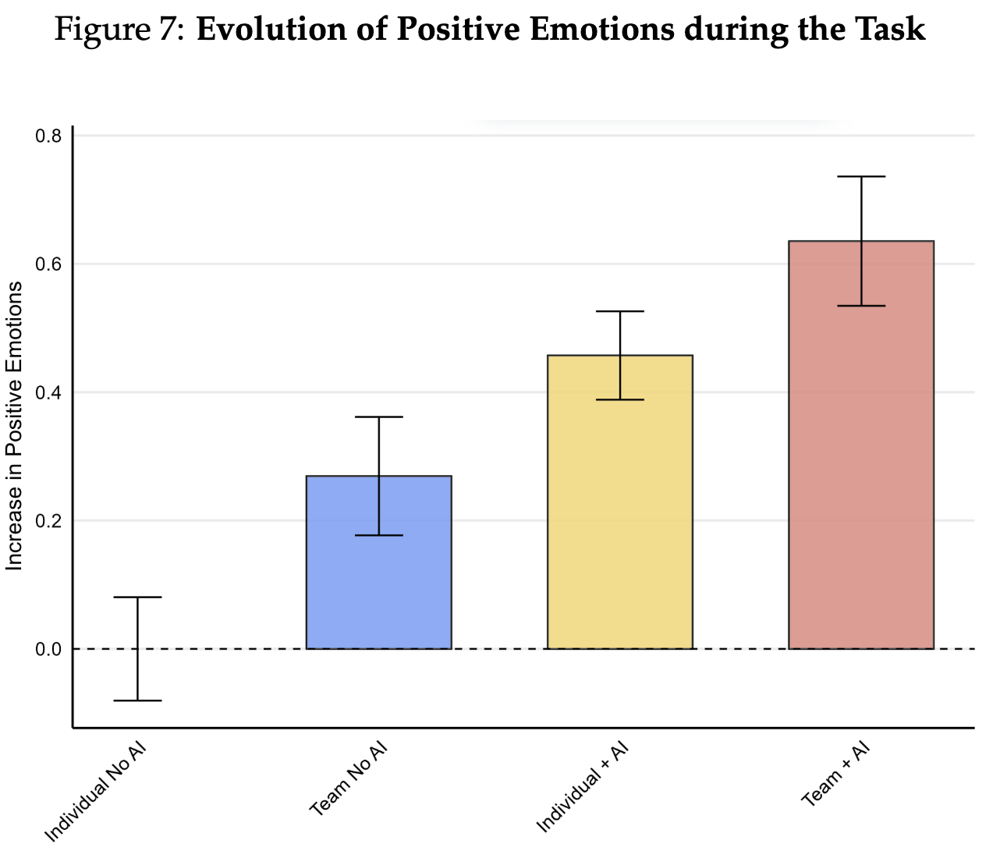 Figure 7: Evolution of Positive Emotions during the Task
Increase in Positive Emotions
0.8
0.6
0.4
0.2
0.0
Individual No AI
Team No AI
Individual + AI
Team + AI